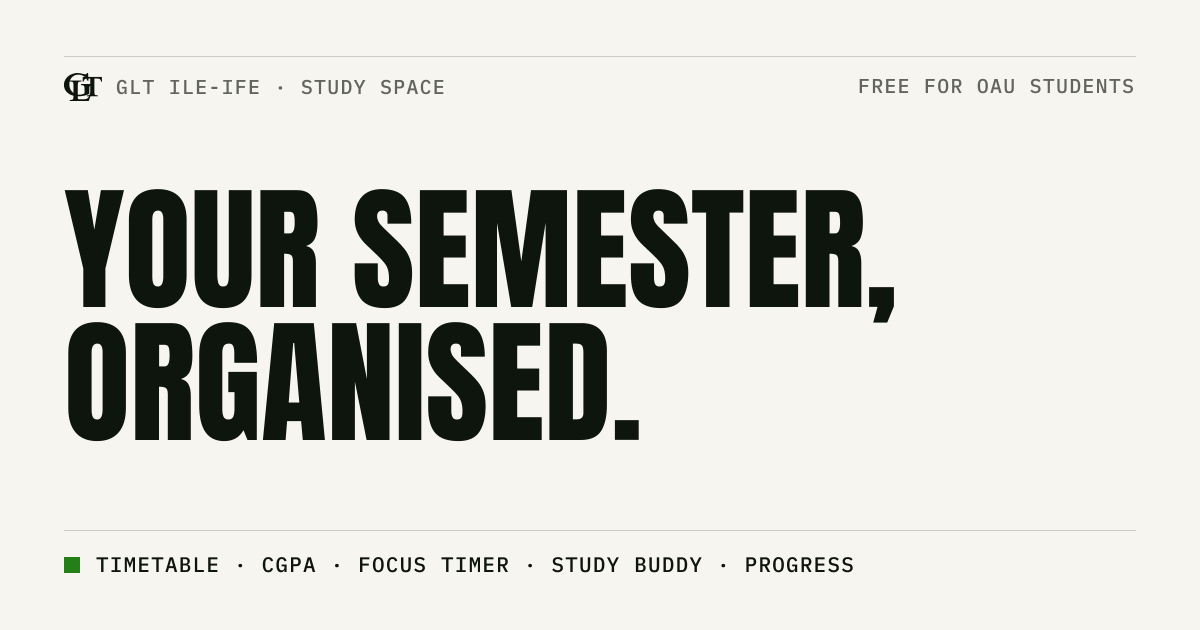 GLT GLT ILE-IFE · STUDY SPACE
FREE FOR OAU STUDENTS
YOUR SEMESTER,
ORGANISED.
TIMETABLE · CGPA · FOCUS TIMER · STUDY BUDDY · PROGRESS